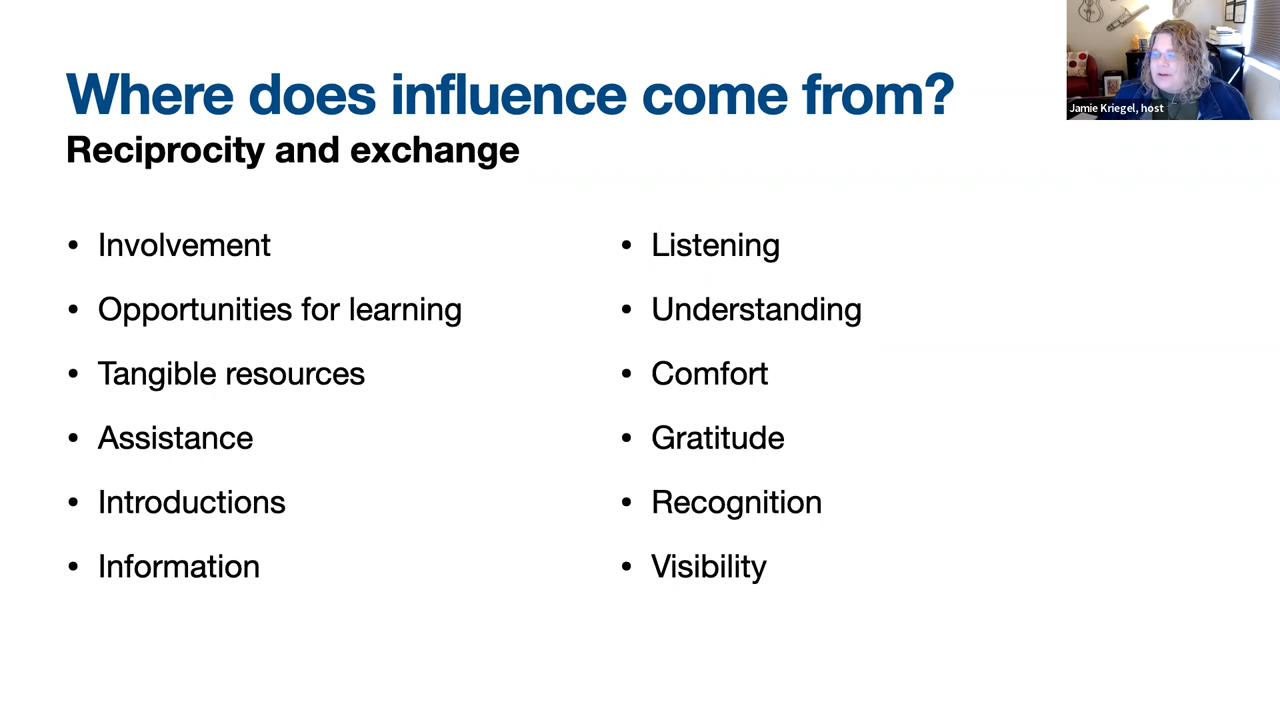 Where does influence come from?
Reciprocity and exchange
• Involvement
• Opportunities for learning
• Tangible resources
• Assistance
• Introductions
• Information
• Listening
• Understanding
• Comfort
• Gratitude
• Recognition
• Visibility
Jamie Kriegel, host